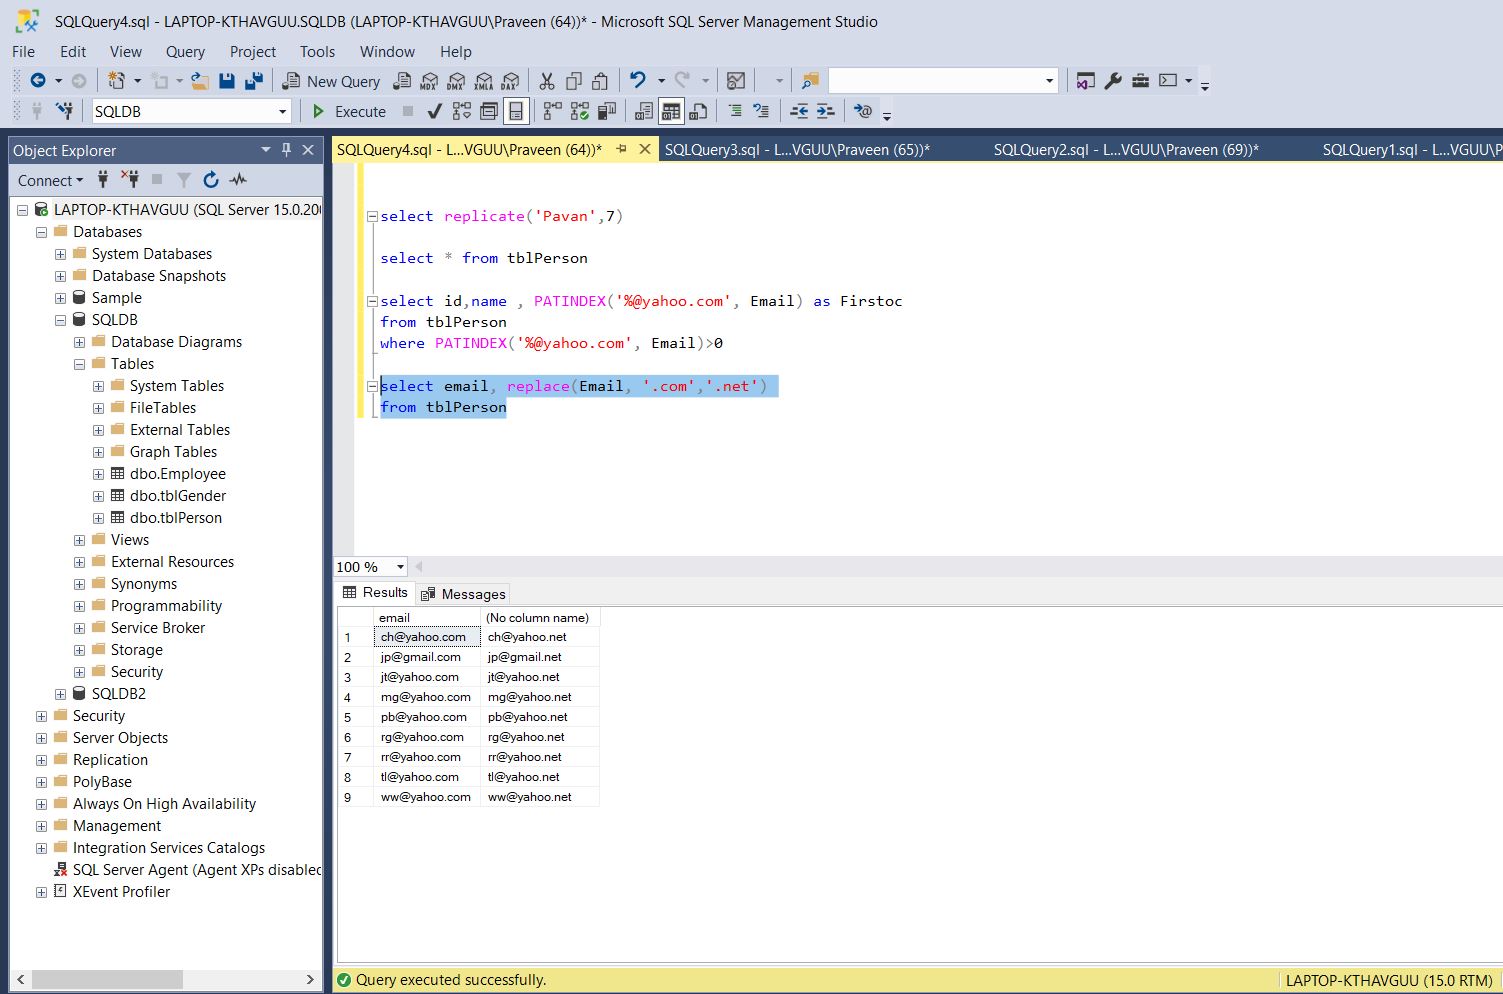 SQLQuery4.sql - LAPTOP-KTHAVGUU.SQLDB (LAPTOP-KTHAVGUU\Praveen (64))* - Microsoft SQL Server Management Studio
File Edit View Query Project Tools Window Help
New Query MDX DMX XMLA DAX
SQLDB Execute
Object Explorer
Connect
LAPTOP-KTHAVGUU (SQL Server 15.0.200
Databases
System Databases
Database Snapshots
Sample
SQLDB
Database Diagrams
Tables
System Tables
FileTables
External Tables
Graph Tables
dbo.Employee
dbo.tblGender
dbo.tblPerson
Views
External Resources
Synonyms
Programmability
Service Broker
Storage
Security
SQLDB2
Security
Server Objects
Replication
PolyBase
Always On High Availability
Management
Integration Services Catalogs
SQL Server Agent (Agent XPs disabled
XEvent Profiler
SQLQuery4.sql - L...VGUU\Praveen (64))* SQLQuery3.sql - L...VGUU\Praveen (65))* SQLQuery2.sql - L...VGUU\Praveen (69))* SQLQuery1.sql - L...VGUU\P
select replicate('Pavan',7)
select * from tblPerson
select id,name , PATINDEX('%@yahoo.com', Email) as Firstoc
from tblPerson
where PATINDEX('%@yahoo.com', Email)>0
select email, replace(Email, '.com','.net')
from tblPerson
100 %
Results Messages
email (No column name)
1 ch@yahoo.com ch@yahoo.net
2 jp@gmail.com jp@gmail.net
3 jt@yahoo.com jt@yahoo.net
4 mg@yahoo.com mg@yahoo.net
5 pb@yahoo.com pb@yahoo.net
6 rg@yahoo.com rg@yahoo.net
7 rr@yahoo.com rr@yahoo.net
8 tl@yahoo.com tl@yahoo.net
9 ww@yahoo.com ww@yahoo.net
Query executed successfully. LAPTOP-KTHAVGUU (15.0 RTM)